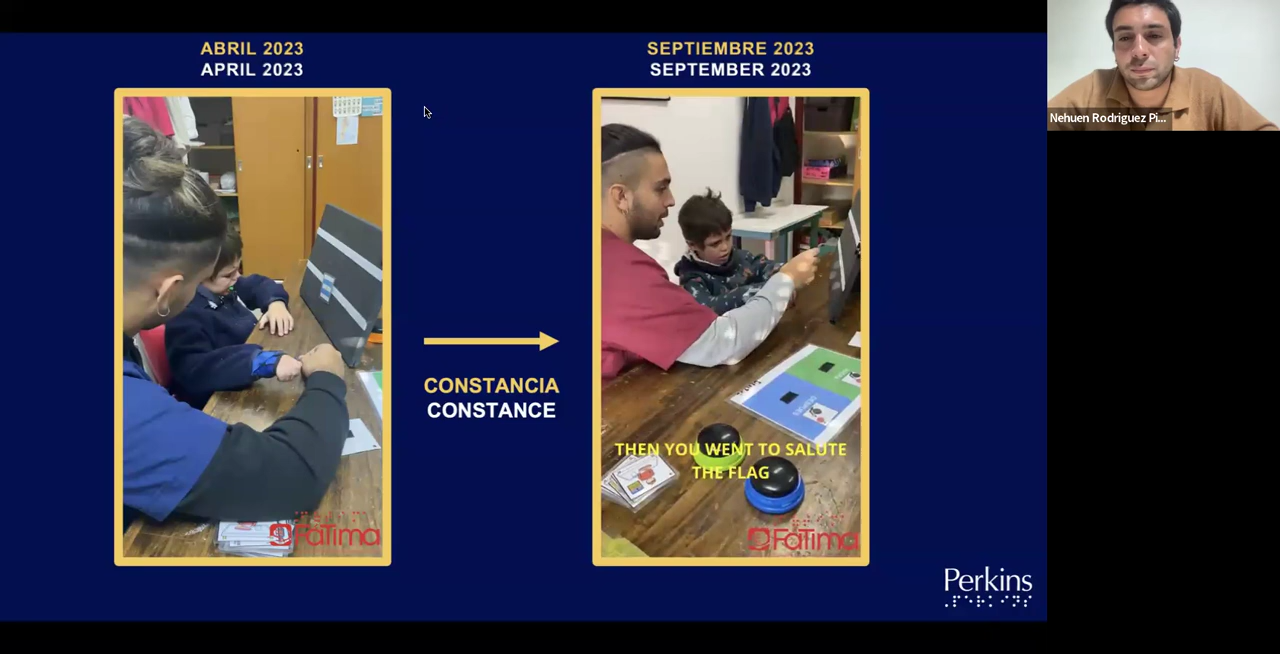 ABRIL 2023
APRIL 2023
SEPTIEMBRE 2023
SEPTEMBER 2023
Nehuen Rodriguez Pi...
CONSTANCIA
CONSTANCE
THEN YOU WENT TO SALUTE
THE FLAG
FaTima
FaTima
Perkins
⠠⠏⠑⠗⠅⠊⠝⠎